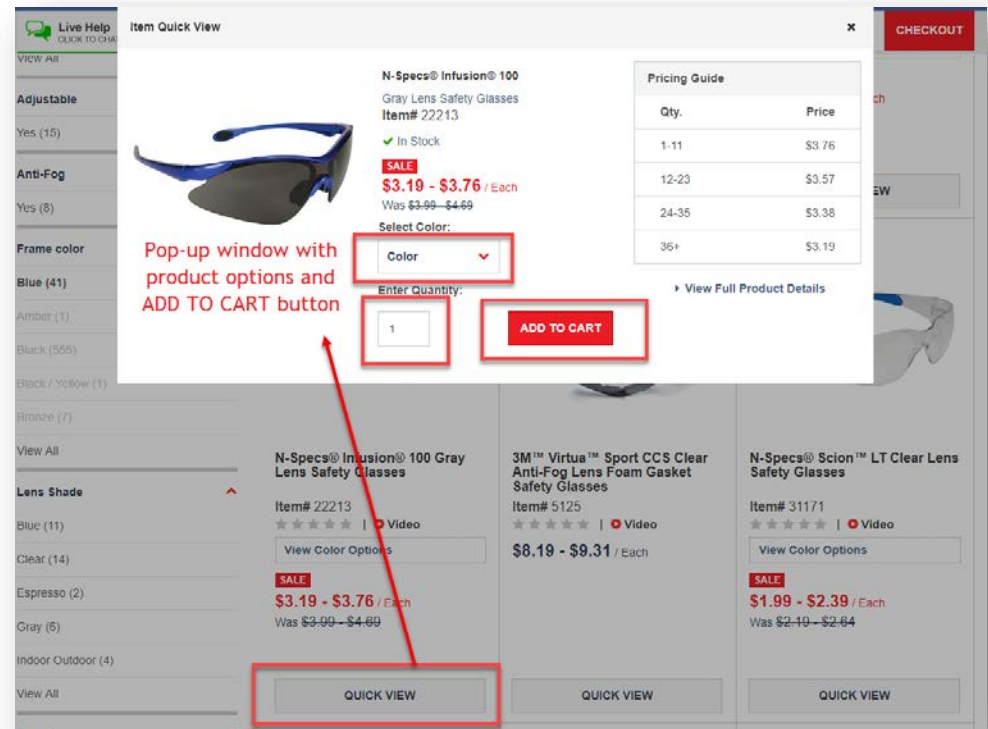 Live Help
CLICK TO CHA
Item Quick View
×
CHECKOUT
View All
Adjustable
Yes (15)
Anti-Fog
Yes (8)
Frame color
Blue (41)
Amber (1)
Black (555)
Black / Yellow (1)
Bronze (7)
View All
Lens Shade
Blue (11)
Clear (14)
Espresso (2)
Gray (6)
Indoor Outdoor (4)
View All
N-Specs® Infusion® 100
Gray Lens Safety Glasses
Item# 22213
In Stock
SALE
$3.19 - $3.76 / Each
Was $3.99 - $4.69
Select Color:
Color
Enter Quantity:
1
ADD TO CART
Pricing Guide
Qty. Price
1-11 $3.76
12-23 $3.57
24-35 $3.38
36+ $3.19
View Full Product Details
Pop-up window with
product options and
ADD TO CART button
N-Specs® Infusion® 100 Gray
Lens Safety Glasses
Item# 22213
| Video
View Color Options
SALE
$3.19 - $3.76 / Each
Was $3.99 - $4.69
QUICK VIEW
3M™ Virtua™ Sport CCS Clear
Anti-Fog Lens Foam Gasket
Safety Glasses
Item# 5125
| Video
$8.19 - $9.31 / Each
QUICK VIEW
N-Specs® Scion™ LT Clear Lens
Safety Glasses
Item# 31171
| Video
View Color Options
SALE
$1.99 - $2.39 / Each
Was $2.19 - $2.64
QUICK VIEW